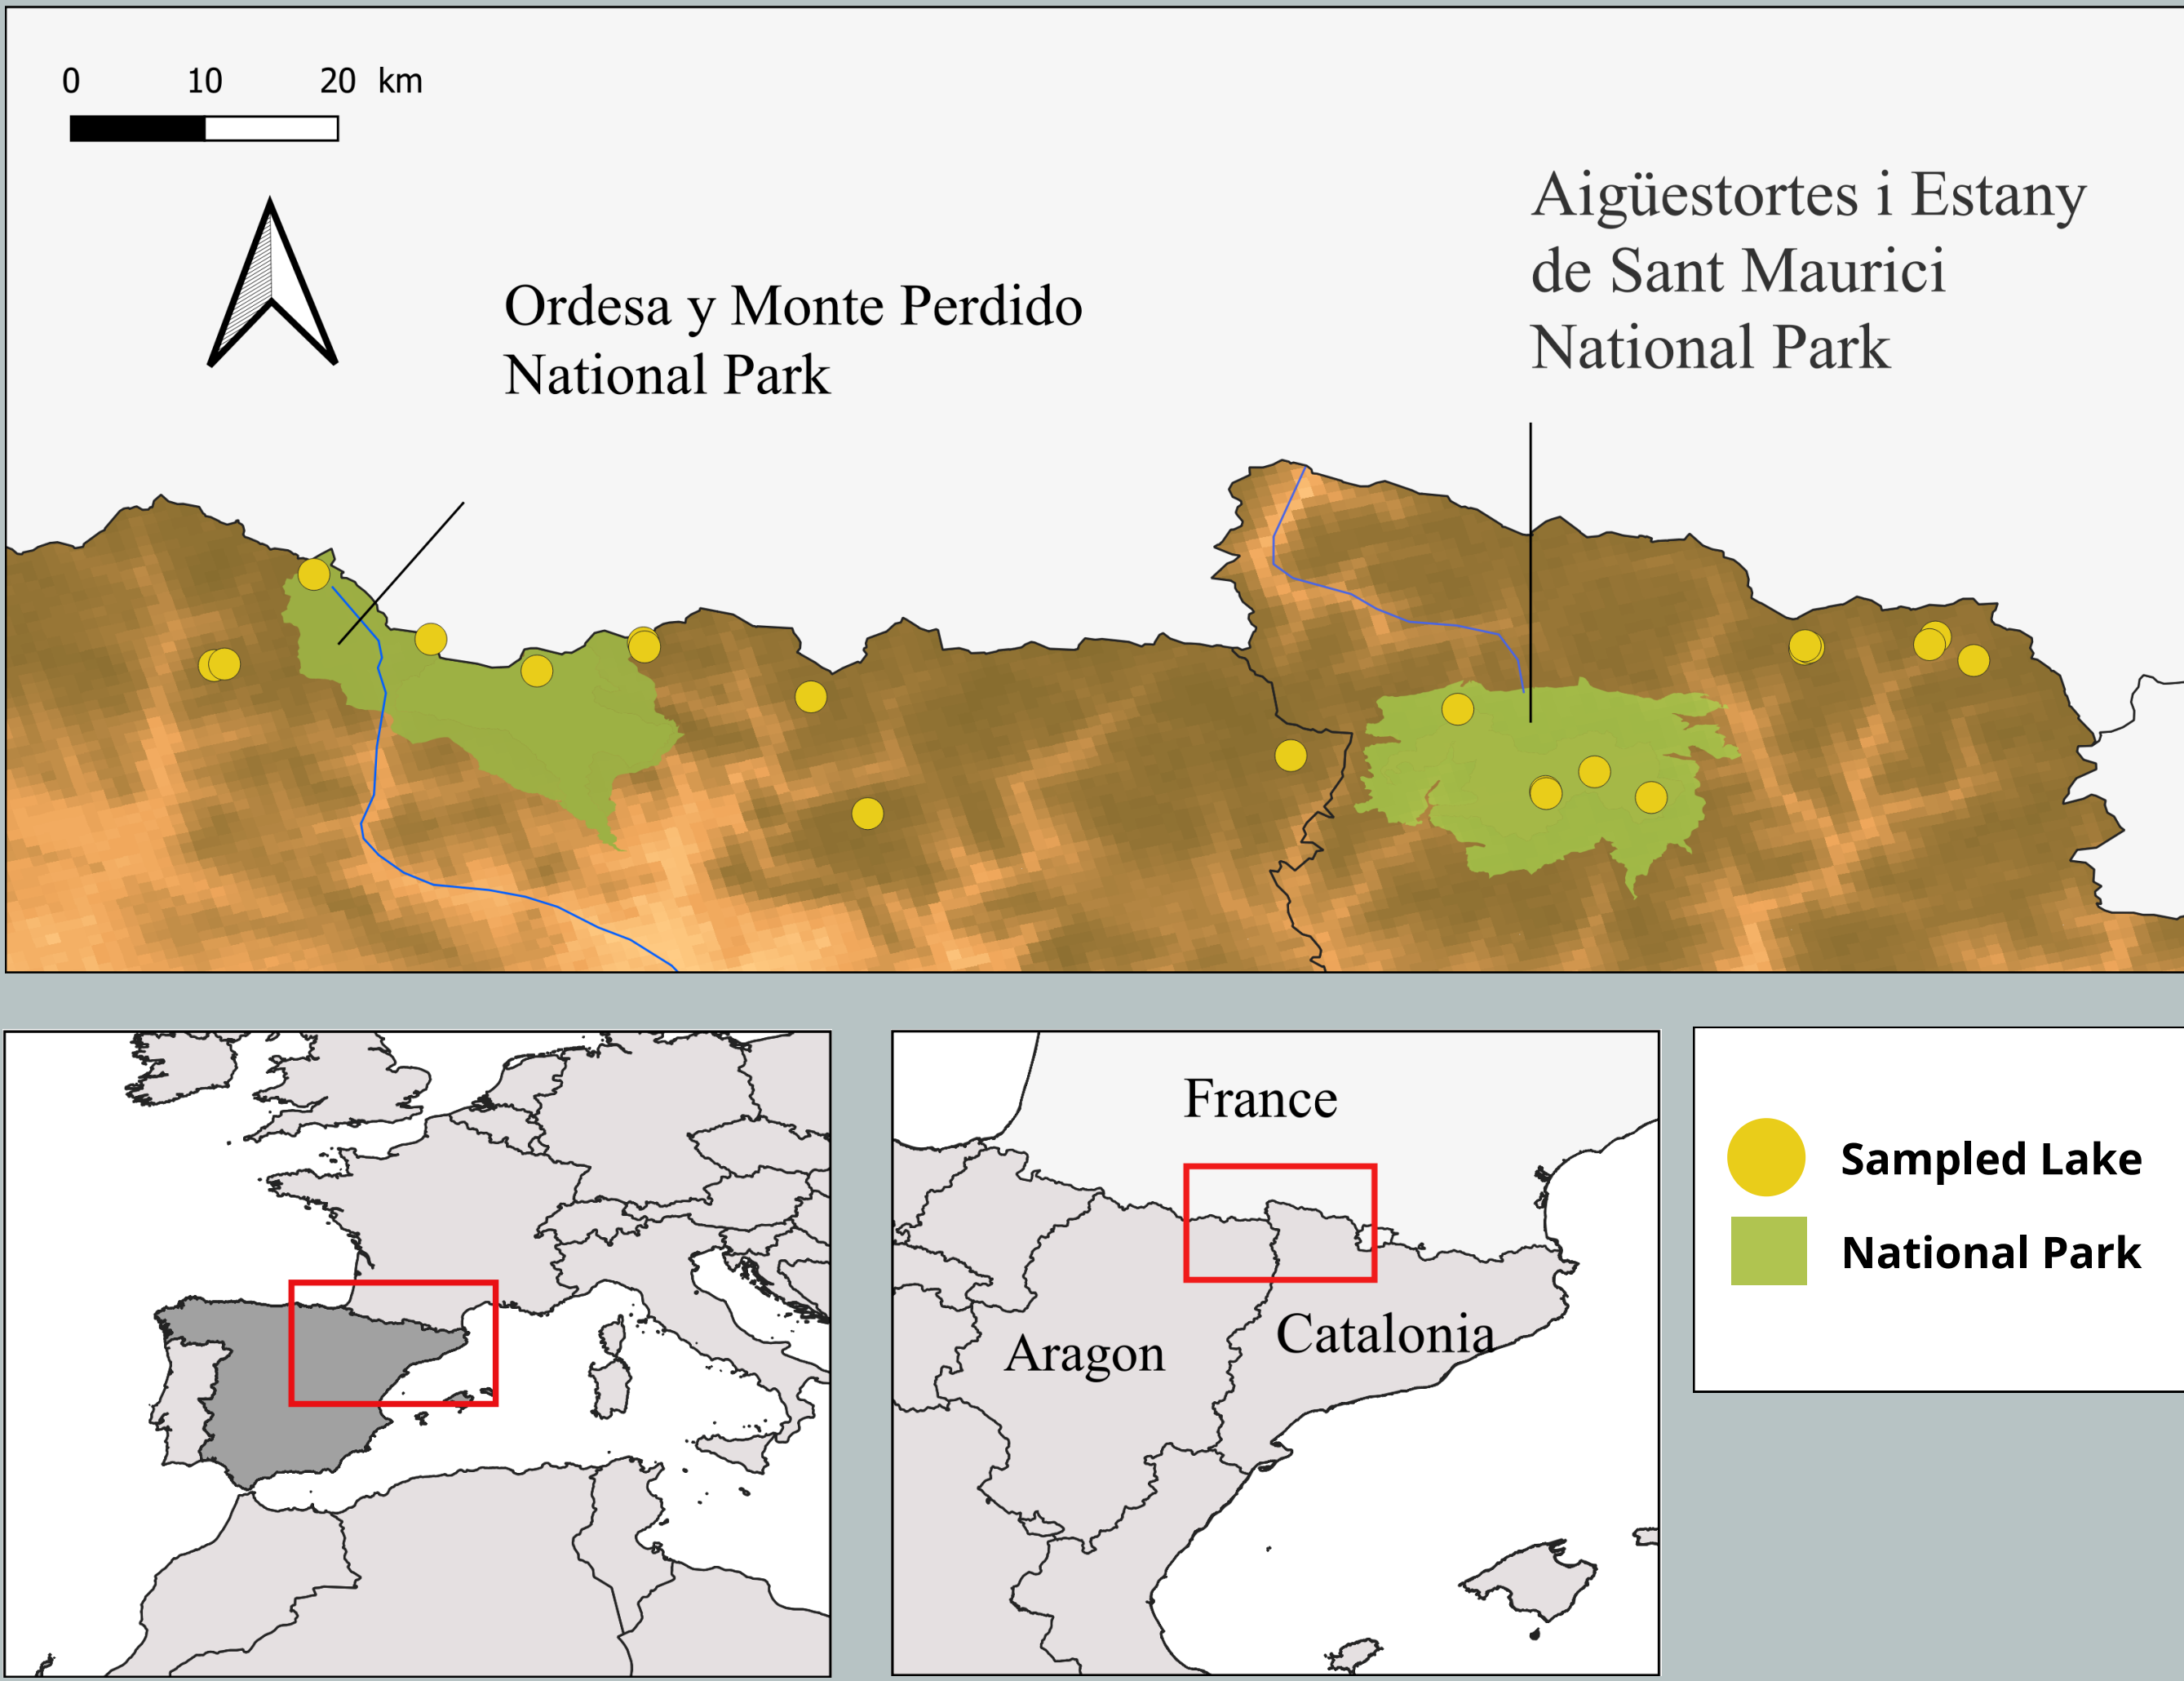 0 10 20 km
Ordesa y Monte Perdido
National Park
Aigüestortes i Estany
de Sant Maurici
National Park
France
Aragon
Catalonia
Sampled Lake
National Park